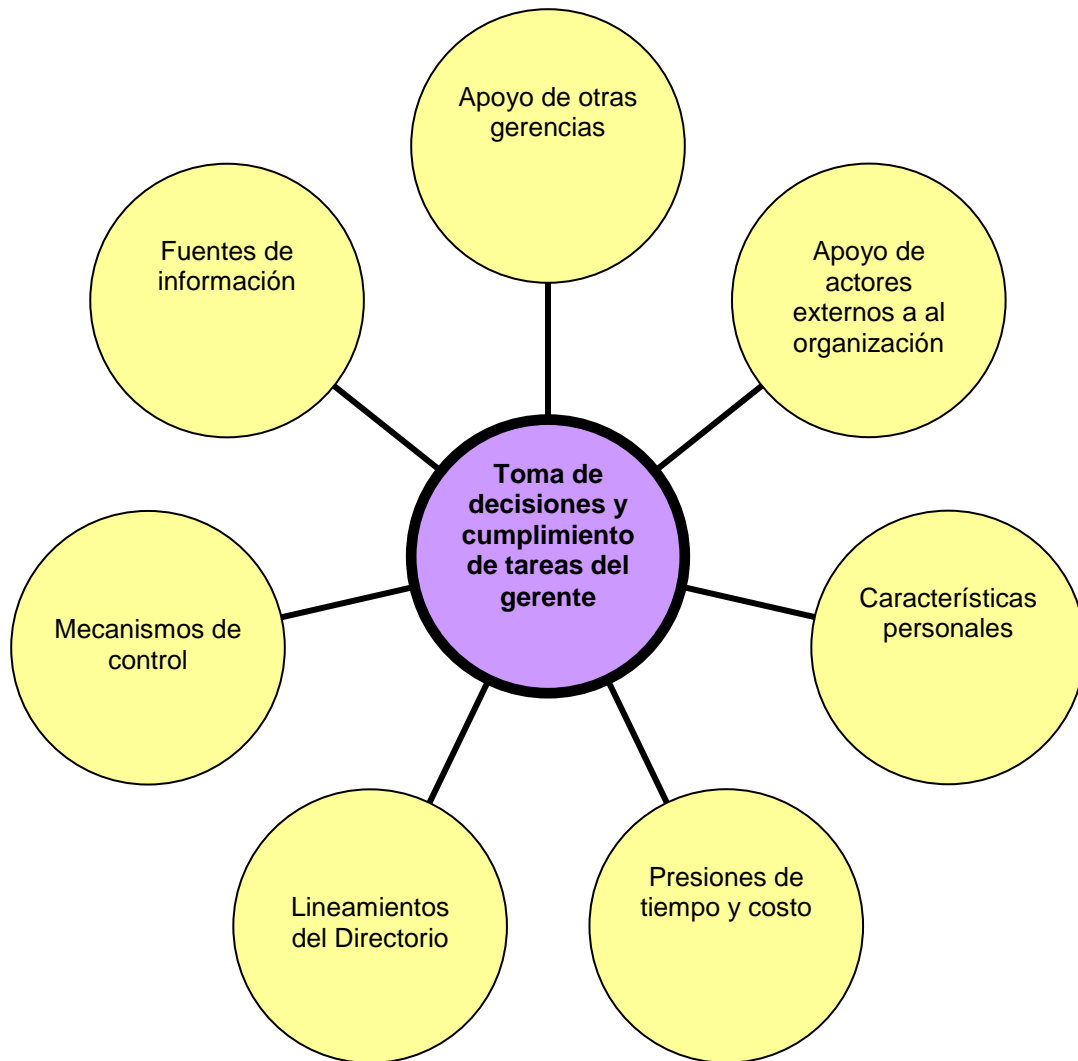 Apoyo de otras
gerencias
Fuentes de
información
Apoyo de
actores
externos a al
organización
Toma de
decisiones y
cumplimiento
de tareas del
gerente
Mecanismos de
control
Características
personales
Lineamientos
del Directorio
Presiones de
tiempo y costo